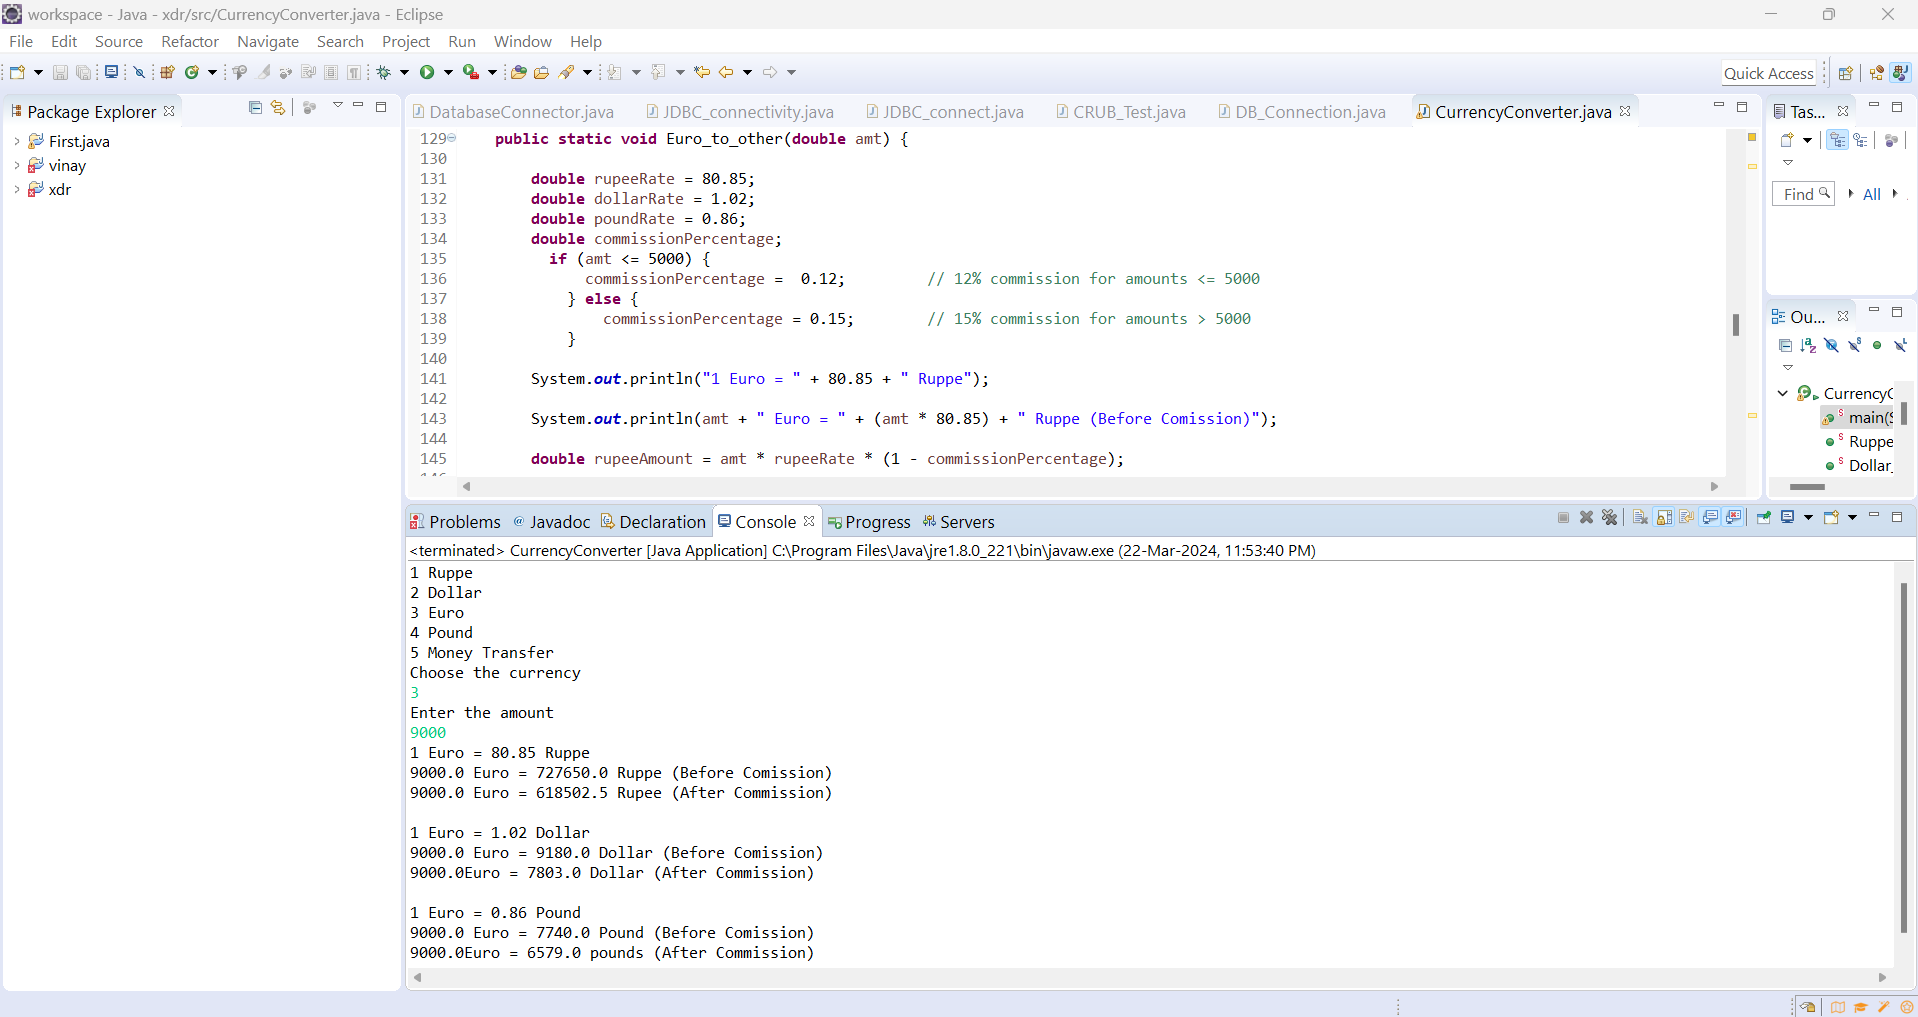 workspace - Java - xdr/src/CurrencyConverter.java - Eclipse
File Edit Source Refactor Navigate Search Project Run Window Help
Quick Access
Package Explorer
First.java
vinay
xdr
DatabaseConnector.java JDBC_connectivity.java JDBC_connect.java CRUB_Test.java DB_Connection.java CurrencyConverter.java
129 public static void Euro_to_other(double amt) {
130
131 double rupeeRate = 80.85;
132 double dollarRate = 1.02;
133 double poundRate = 0.86;
134 double commissionPercentage;
135 if (amt <= 5000) {
136 commissionPercentage =  0.12; // 12% commission for amounts <= 5000
137 } else {
138 commissionPercentage = 0.15; // 15% commission for amounts > 5000
139 }
140
141 System.out.println("1 Euro = " + 80.85 + " Ruppe");
142
143 System.out.println(amt + " Euro = " + (amt * 80.85) + " Ruppe (Before Comission)");
144
145 double rupeeAmount = amt * rupeeRate * (1 - commissionPercentage);
Tas...
Find All
Ou...
CurrencyC
main(S
Ruppe
Dollar_
Problems Javadoc Declaration Console Progress Servers
<terminated> CurrencyConverter [Java Application] C:\Program Files\Java\jre1.8.0_221\bin\javaw.exe (22-Mar-2024, 11:53:40 PM)
1 Ruppe
2 Dollar
3 Euro
4 Pound
5 Money Transfer
Choose the currency
3
Enter the amount
9000
1 Euro = 80.85 Ruppe
9000.0 Euro = 727650.0 Ruppe (Before Comission)
9000.0 Euro = 618502.5 Rupee (After Commission)
1 Euro = 1.02 Dollar
9000.0 Euro = 9180.0 Dollar (Before Comission)
9000.0Euro = 7803.0 Dollar (After Commission)
1 Euro = 0.86 Pound
9000.0 Euro = 7740.0 Pound (Before Comission)
9000.0Euro = 6579.0 pounds (After Commission)